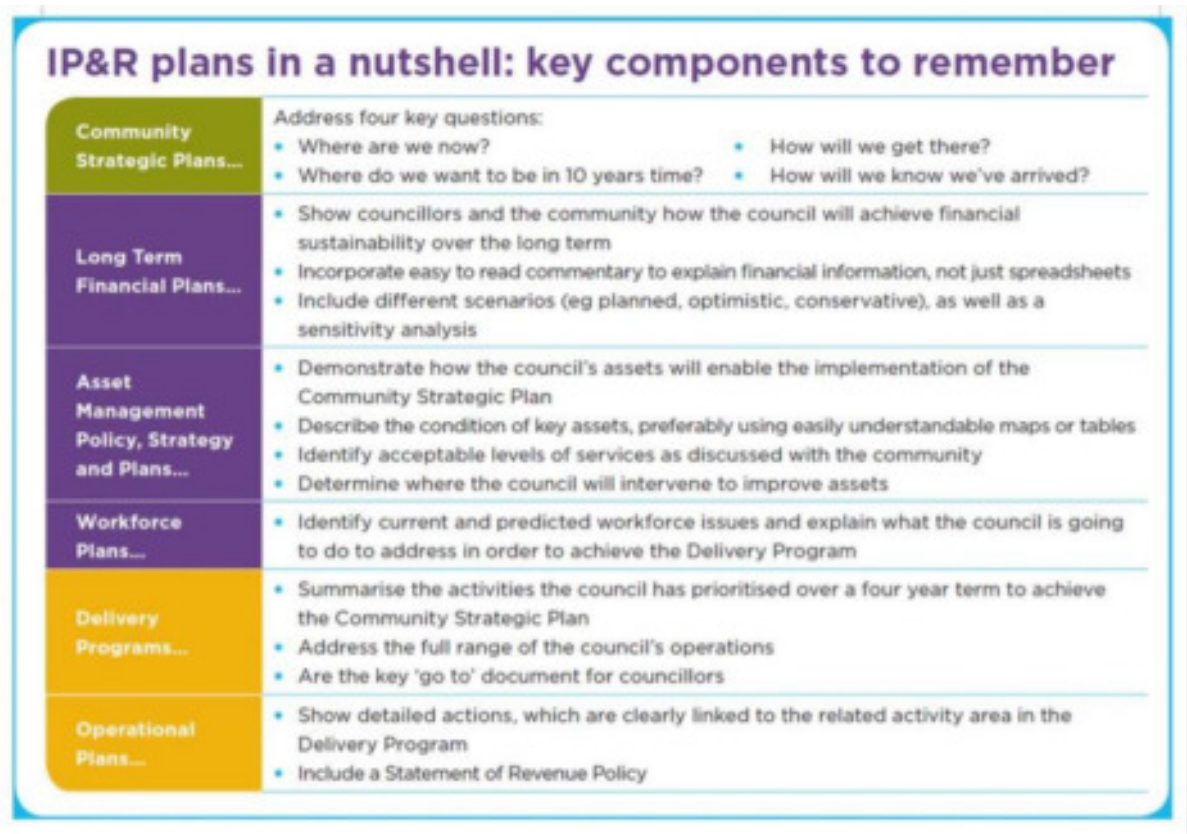 IP&R plans in a nutshell: key components to remember
Community
Strategic Plans...
Address four key questions:
• Where are we now?
• Where do we want to be in 10 years time?
• How will we get there?
• How will we know we've arrived?
Long Term
Financial Plans...
• Show councillors and the community how the council will achieve financial
sustainability over the long term
• Incorporate easy to read commentary to explain financial information, not just spreadsheets
• Include different scenarios (eg planned, optimistic, conservative), as well as a
sensitivity analysis
Asset
Management
Policy, Strategy
and Plans...
• Demonstrate how the council's assets will enable the implementation of the
Community Strategic Plan
• Describe the condition of key assets, preferably using easily understandable maps or tables
• Identify acceptable levels of services as discussed with the community
• Determine where the council will intervene to improve assets
Workforce
Plans...
• Identify current and predicted workforce issues and explain what the council is going
to do to address in order to achieve the Delivery Program
Delivery
Programs...
• Summarise the activities the council has prioritised over a four year term to achieve
the Community Strategic Plan
• Address the full range of the council's operations
• Are the key 'go to' document for councillors
Operational
Plans...
• Show detailed actions, which are clearly linked to the related activity area in the
Delivery Program
• Include a Statement of Revenue Policy